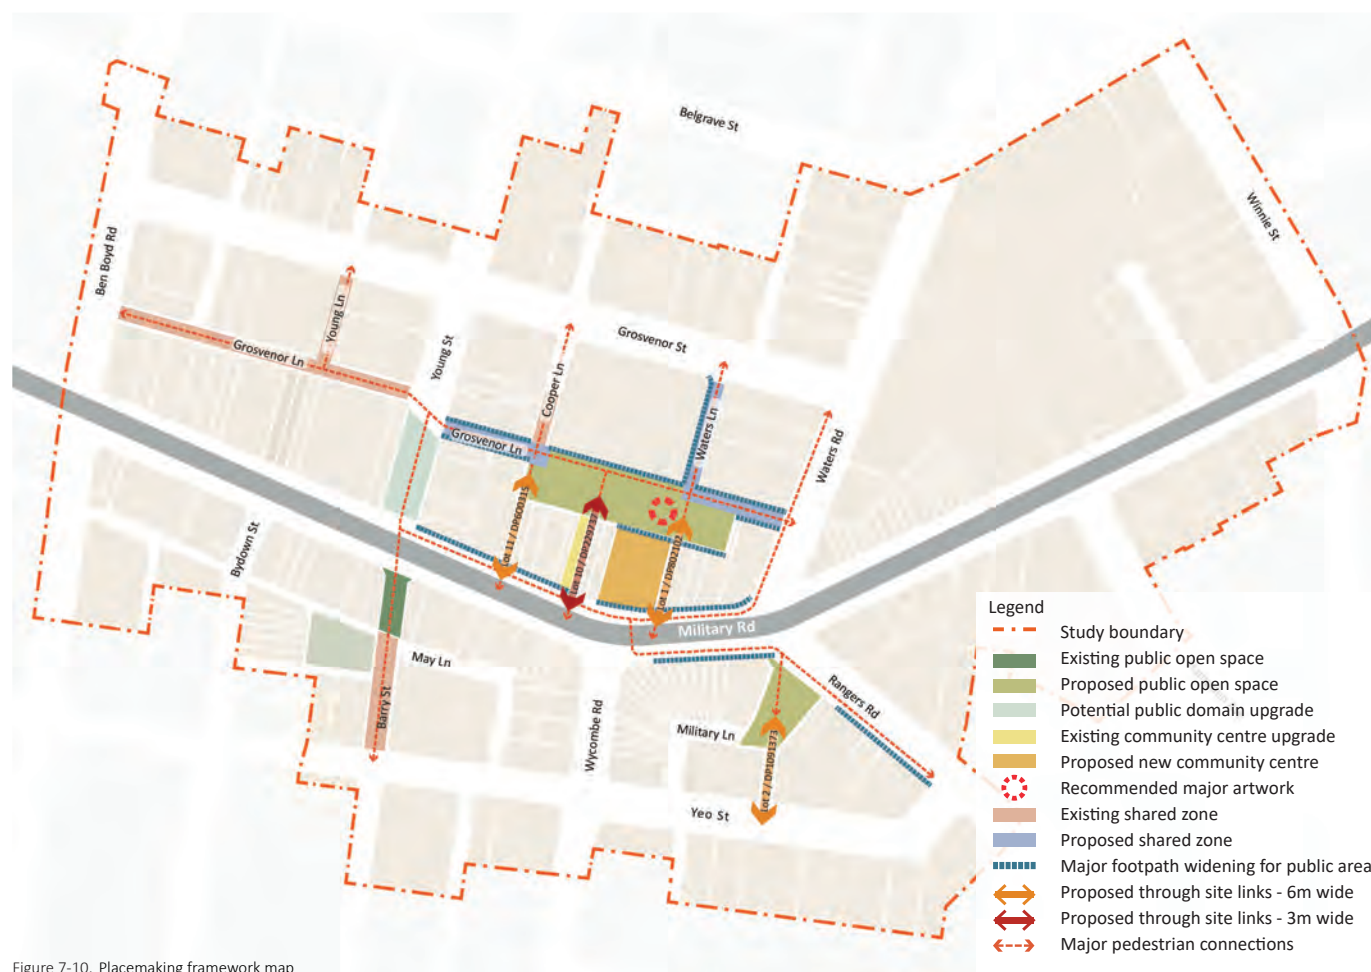 Belgrave St
Winnie St
Ben Boyd Rd
Young Ln
Grosvenor Ln
Young St
Grosvenor St
Cooper Ln
Waters Ln
Grosvenor Ln
Waters Rd
Lot 11 / DP600315
Lot 10 / DP729737
Lot 1 / DP802102
Bydown St
Military Rd
May Ln
Barry St
Rangers Rd
Wycombe Rd
Military Ln
Lot 2 / DP1091373
Yeo St
Legend
Study boundary
Existing public open space
Proposed public open space
Potential public domain upgrade
Existing community centre upgrade
Proposed new community centre
Recommended major artwork
Existing shared zone
Proposed shared zone
Major footpath widening for public area
Proposed through site links - 6m wide
Proposed through site links - 3m wide
Major pedestrian connections
Figure 7-10. Placemaking framework map